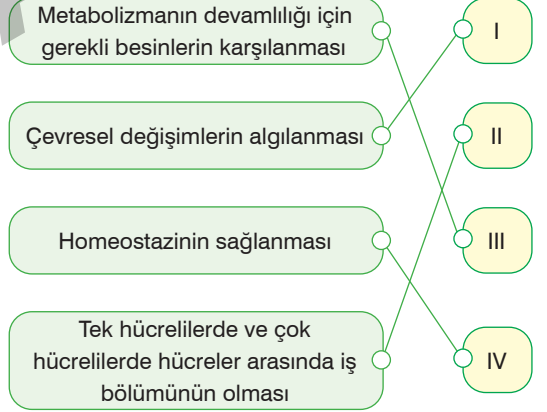 Metabolizmanın devamlılığı için
gerekli besinlerin karşılanması
I
Çevresel değişimlerin algılanması
II
Homeostazinin sağlanması
III
Tek hücrelilerde ve çok
hücrelilerde hücreler arasında iş
bölümünün olması
IV